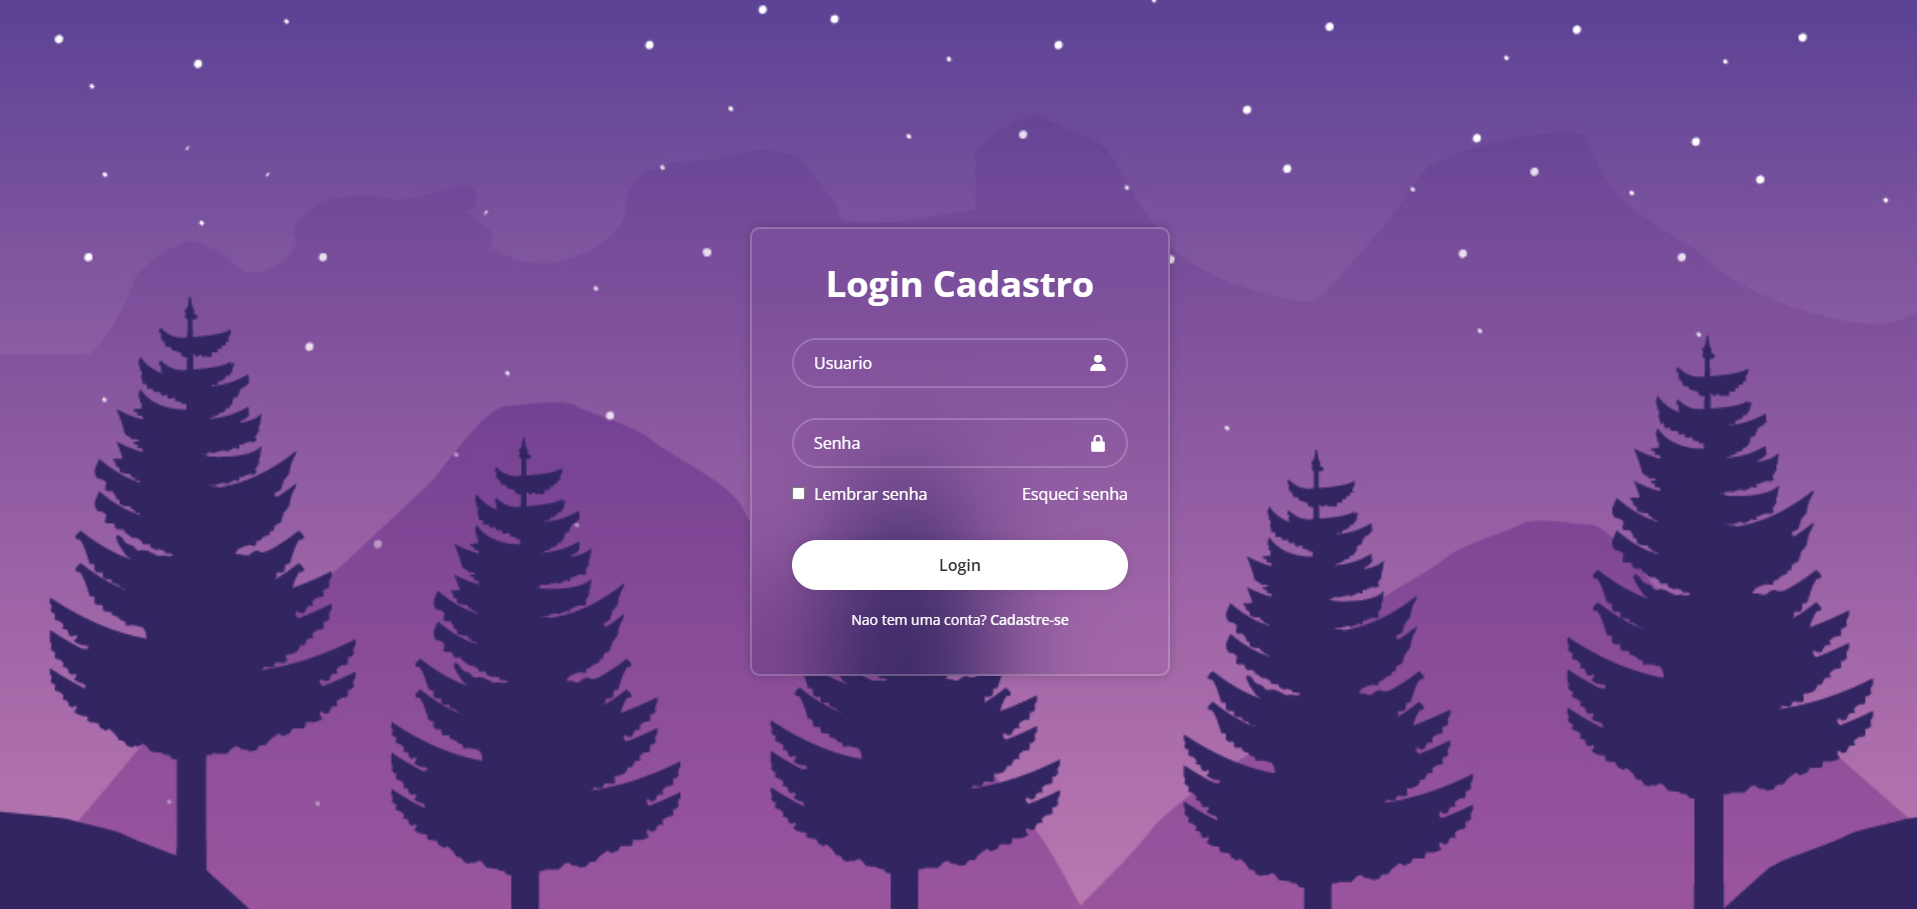 Login Cadastro
Usuario
Senha
Lembrar senha Esqueci senha
Login
Nao tem uma conta? Cadastre-se